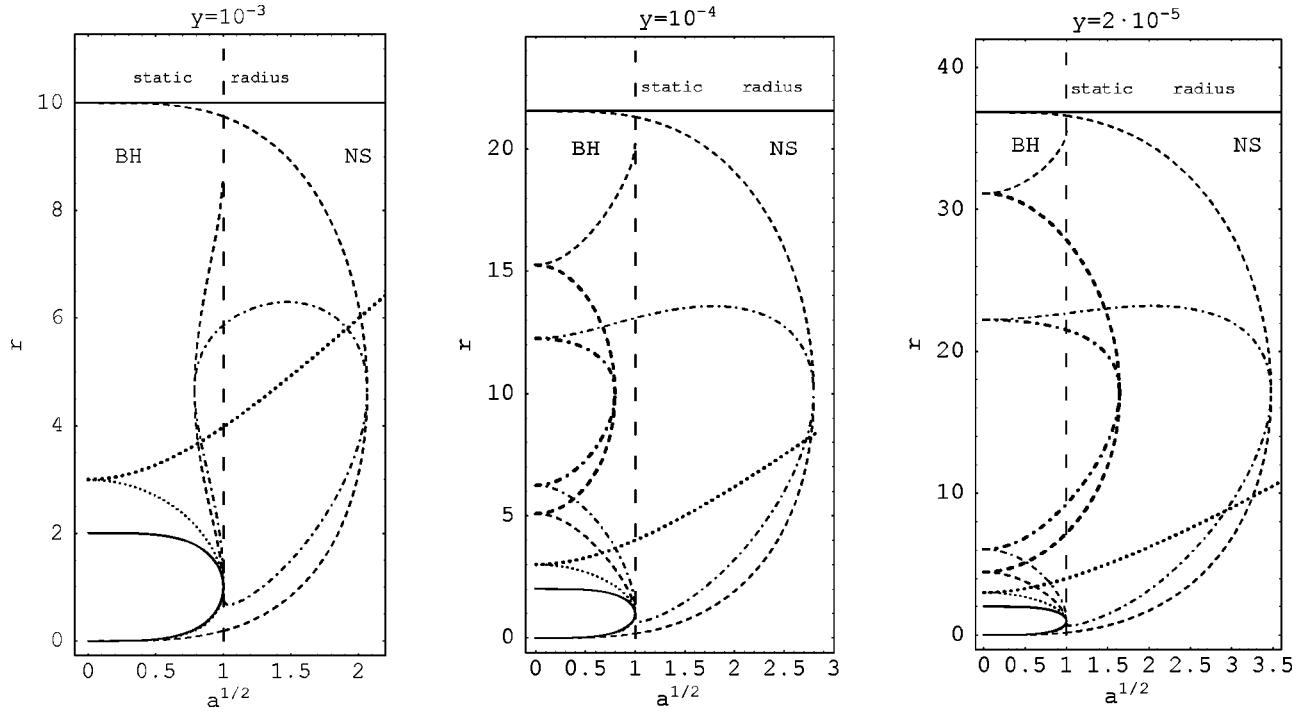 y=10⁻³
static radius
BH NS
r
10
8
6
4
2
0
0 0.5 1 1.5 2
a^{1/2}
y=10⁻⁴
static radius
BH NS
r
20
15
10
5
0
0 0.5 1 1.5 2 2.5 3
a^{1/2}
y=2·10⁻⁵
static radius
BH NS
r
40
30
20
10
0
0 0.5 1 1.5 2 2.5 3 3.5
a^{1/2}